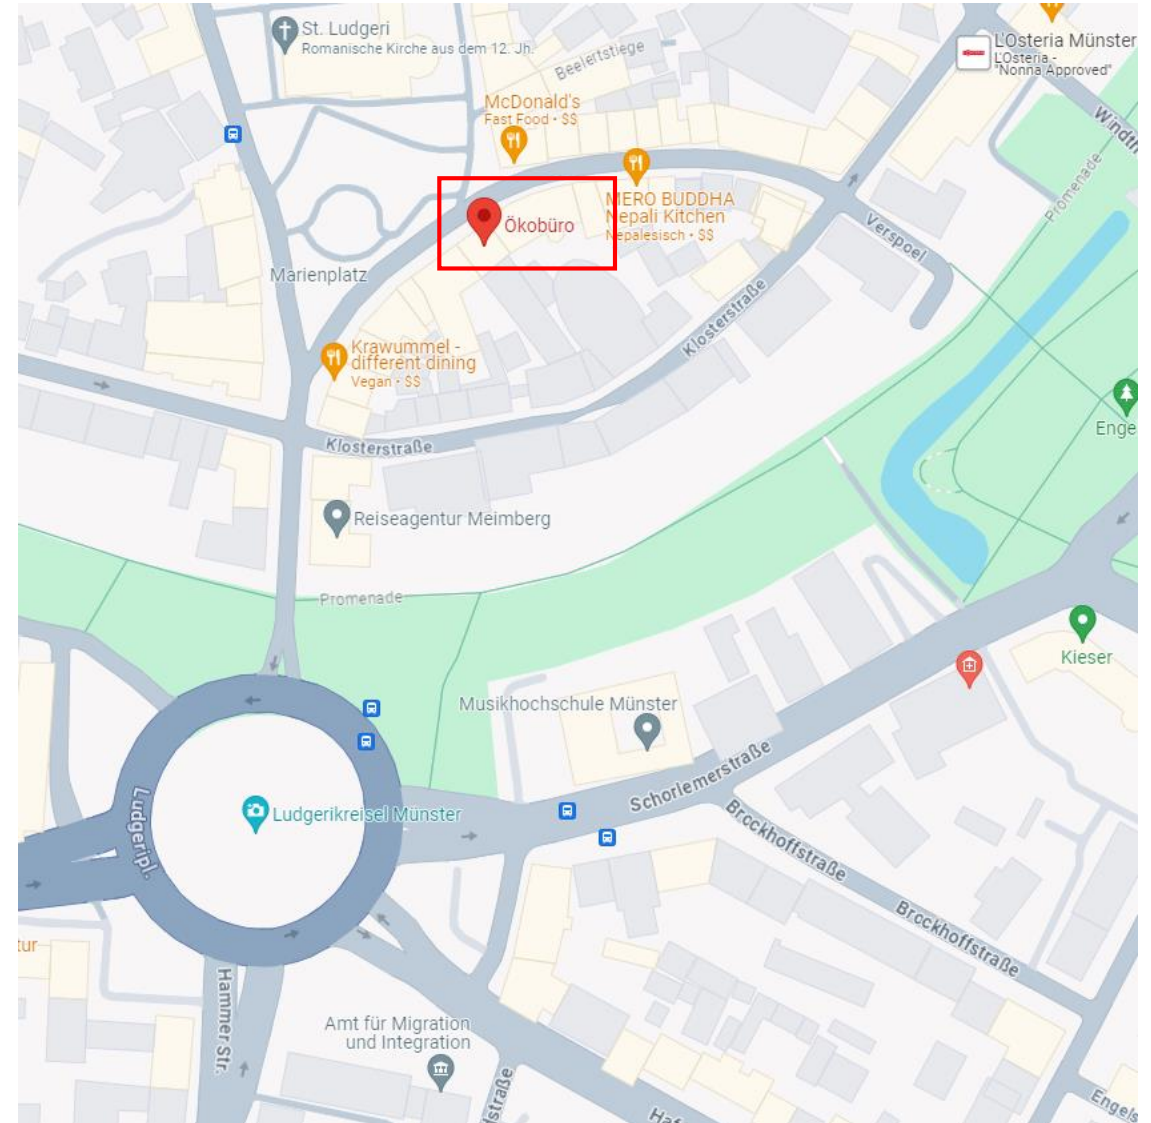 St. Ludgeri
Romanische Kirche aus dem 12. Jh.
Beelertstiege
L'Osteria Münster
L'Osteria -
"Nonna Approved"
McDonald's
Fast Food • $$
Promenade
MERO BUDDHA
Nepali Kitchen
Nepalesisch • $$
Ökobüro
Verspoel
Marienplatz
Klosterstraße
Krawummel -
different dining
Vegan • $$
Klosterstraße
Enge
Reiseagentur Meimberg
Promenade
Kieser
Musikhochschule Münster
Schorlemerstraße
Ludgeripl.
Ludgerikreisel Münster
Brockhoffstraße
Brockhoffstraße
tur
Hammer Str.
Amt für Migration
und Integration
Engels